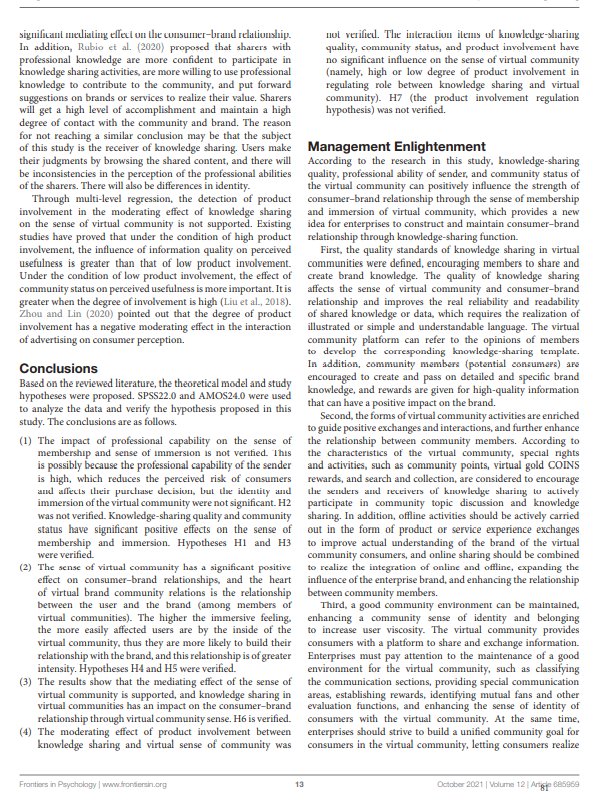 significant mediating effect on the consumer–brand relationship.
In addition, Rubio et al. (2020) proposed that sharers with
professional knowledge are more confident to participate in
knowledge sharing activities, are more willing to use professional
knowledge to contribute to the community, and put forward
suggestions on brands or services to realize their value. Sharers
will get a high level of accomplishment and maintain a high
degree of contact with the community and brand. The reason
for not reaching a similar conclusion may be that the subject
of this study is the receiver of knowledge sharing. Users make
their judgments by browsing the shared content, and there will
be inconsistencies in the perception of the professional abilities
of the sharers. There will also be differences in identity.
Through multi-level regression, the detection of product
involvement in the moderating effect of knowledge sharing
on the sense of virtual community is not supported. Existing
studies have proved that under the condition of high product
involvement, the influence of information quality on perceived
usefulness is greater than that of low product involvement.
Under the condition of low product involvement, the effect of
community status on perceived usefulness is more important. It is
greater when the degree of involvement is high (Liu et al., 2018).
Zhou and Lin (2020) pointed out that the degree of product
involvement has a negative moderating effect in the interaction
of advertising on consumer perception.
Conclusions
Based on the reviewed literature, the theoretical model and study
hypotheses were proposed. SPSS22.0 and AMOS24.0 were used
to analyze the data and verify the hypothesis proposed in this
study. The conclusions are as follows.
(1) The impact of professional capability on the sense of
membership and sense of immersion is not verified. This
is possibly because the professional capability of the sender
is high, which reduces the perceived risk of consumers
and affects their purchase decision, but the identity and
immersion of the virtual community were not significant. H2
was not verified. Knowledge-sharing quality and community
status have significant positive effects on the sense of
membership and immersion. Hypotheses H1 and H3
were verified.
(2) The sense of virtual community has a significant positive
effect on consumer–brand relationships, and the heart
of virtual brand community relations is the relationship
between the user and the brand (among members of
virtual communities). The higher the immersive feeling,
the more easily affected users are by the inside of the
virtual community, thus they are more likely to build their
relationship with the brand, and this relationship is of greater
intensity. Hypotheses H4 and H5 were verified.
(3) The results show that the mediating effect of the sense of
virtual community is supported, and knowledge sharing in
virtual communities has an impact on the consumer–brand
relationship through virtual community sense. H6 is verified.
(4) The moderating effect of product involvement between
knowledge sharing and virtual sense of community was
not verified. The interaction items of knowledge-sharing
quality, community status, and product involvement have
no significant influence on the sense of virtual community
(namely, high or low degree of product involvement in
regulating role between knowledge sharing and virtual
community). H7 (the product involvement regulation
hypothesis) was not verified.
Management Enlightenment
According to the research in this study, knowledge-sharing
quality, professional ability of sender, and community status of
the virtual community can positively influence the strength of
consumer–brand relationship through the sense of membership
and immersion of virtual community, which provides a new
idea for enterprises to construct and maintain consumer–brand
relationship through knowledge-sharing function.
First, the quality standards of knowledge sharing in virtual
communities were defined, encouraging members to share and
create brand knowledge. The quality of knowledge sharing
affects the sense of virtual community and consumer–brand
relationship and improves the real reliability and readability
of shared knowledge or data, which requires the realization of
illustrated or simple and understandable language. The virtual
community platform can refer to the opinions of members
to develop the corresponding knowledge-sharing template.
In addition, community members (potential consumers) are
encouraged to create and pass on detailed and specific brand
knowledge, and rewards are given for high-quality information
that can have a positive impact on the brand.
Second, the forms of virtual community activities are enriched
to guide positive exchanges and interactions, and further enhance
the relationship between community members. According to
the characteristics of the virtual community, special rights
and activities, such as community points, virtual gold COINS
rewards, and search and collection, are considered to encourage
the senders and receivers of knowledge sharing to actively
participate in community topic discussion and knowledge
sharing. In addition, offline activities should be actively carried
out in the form of product or service experience exchanges
to improve actual understanding of the brand of the virtual
community consumers, and online sharing should be combined
to realize the integration of online and offline, expanding the
influence of the enterprise brand, and enhancing the relationship
between community members.
Third, a good community environment can be maintained,
enhancing a community sense of identity and belonging
to increase user viscosity. The virtual community provides
consumers with a platform to share and exchange information.
Enterprises must pay attention to the maintenance of a good
environment for the virtual community, such as classifying
the communication sections, providing special communication
areas, establishing rewards, identifying mutual fans and other
evaluation functions, and enhancing the sense of identity of
consumers with the virtual community. At the same time,
enterprises should strive to build a unified community goal for
consumers in the virtual community, letting consumers realize
Frontiers in Psychology | www.frontiersin.org
13
October 2021 | Volume 12 | Article 685959
81